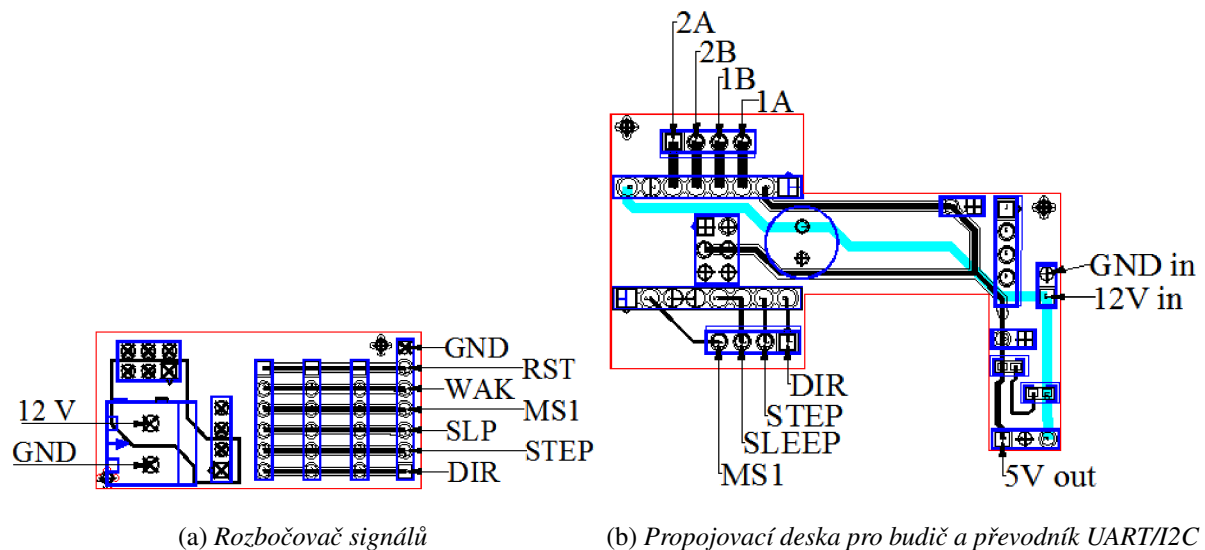 2A
2B
1B
1A
GND in
12V in
DIR
STEP
SLEEP
MS1
5V out
GND
RST
WAK
MS1
SLP
STEP
DIR
12 V
GND
(a) Rozbočovač signálů
(b) Propojovací deska pro budič a převodník UART/I2C